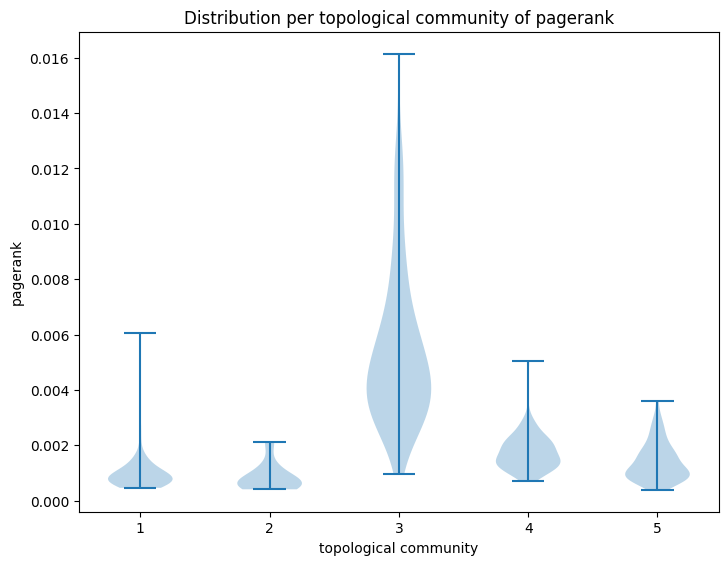 Distribution per topological community of pagerank
pagerank
0.016
0.014
0.012
0.010
0.008
0.006
0.004
0.002
0.000
1 2 3 4 5
topological community